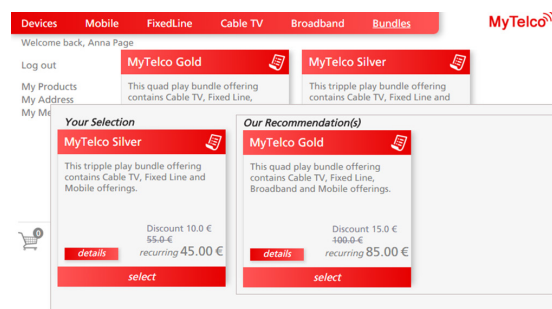 Devices Mobile FixedLine Cable TV Broadband Bundles MyTelco
Welcome back, Anna Page
Log out
My Products
My Address
My Me
MyTelco Gold
This quad play bundle offering
contains Cable TV, Fixed Line,
MyTelco Silver
This tripple play bundle offering
contains Cable TV, Fixed Line and
0
Your Selection
MyTelco Silver
This tripple play bundle offering
contains Cable TV, Fixed Line and
Mobile offerings.
Discount 10.0 €
55.0 €
details recurring 45.00 €
select
Our Recommendation(s)
MyTelco Gold
This quad play bundle offering
contains Cable TV, Fixed Line,
Broadband and Mobile offerings.
Discount 15.0 €
100.0 €
details recurring 85.00 €
select